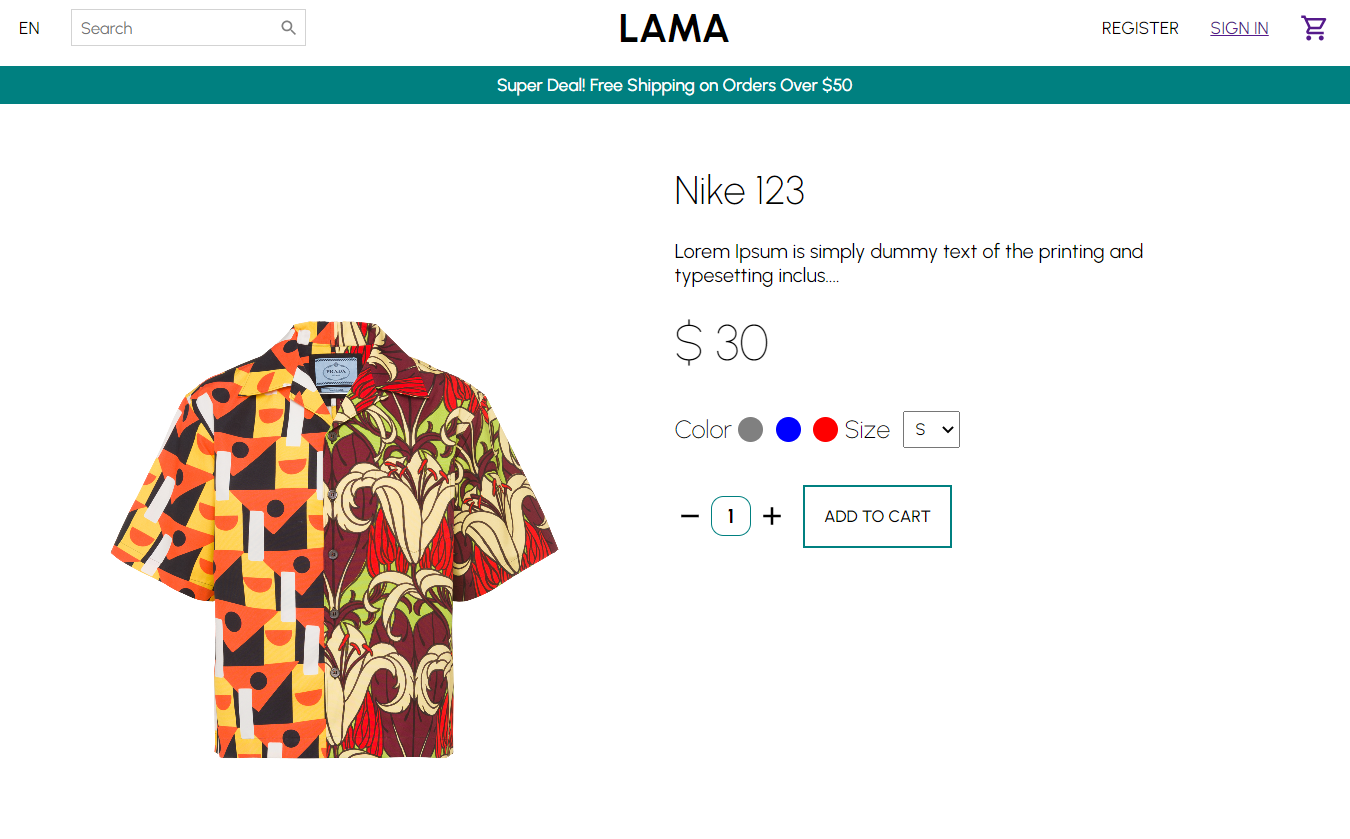 EN
Search
LAMA
REGISTER
SIGN IN
Super Deal! Free Shipping on Orders Over $50
Nike 123
Lorem Ipsum is simply dummy text of the printing and
typesetting inclus....
$ 30
PRADA
Color
Size
S
1
ADD TO CART